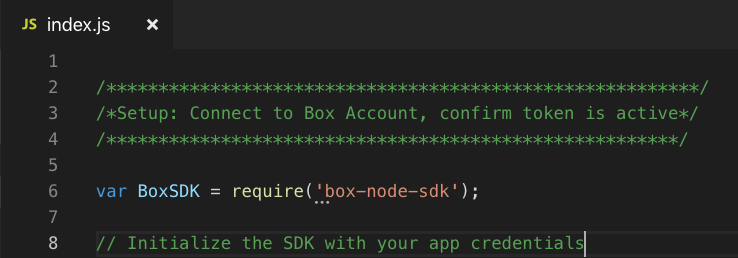 JS index.js ×
1
2 /*********************************************************/
3 /*Setup: Connect to Box Account, confirm token is active*/
4 /*******************************************************/
5
6 var BoxSDK = require('box-node-sdk');
7
8 // Initialize the SDK with your app credentials